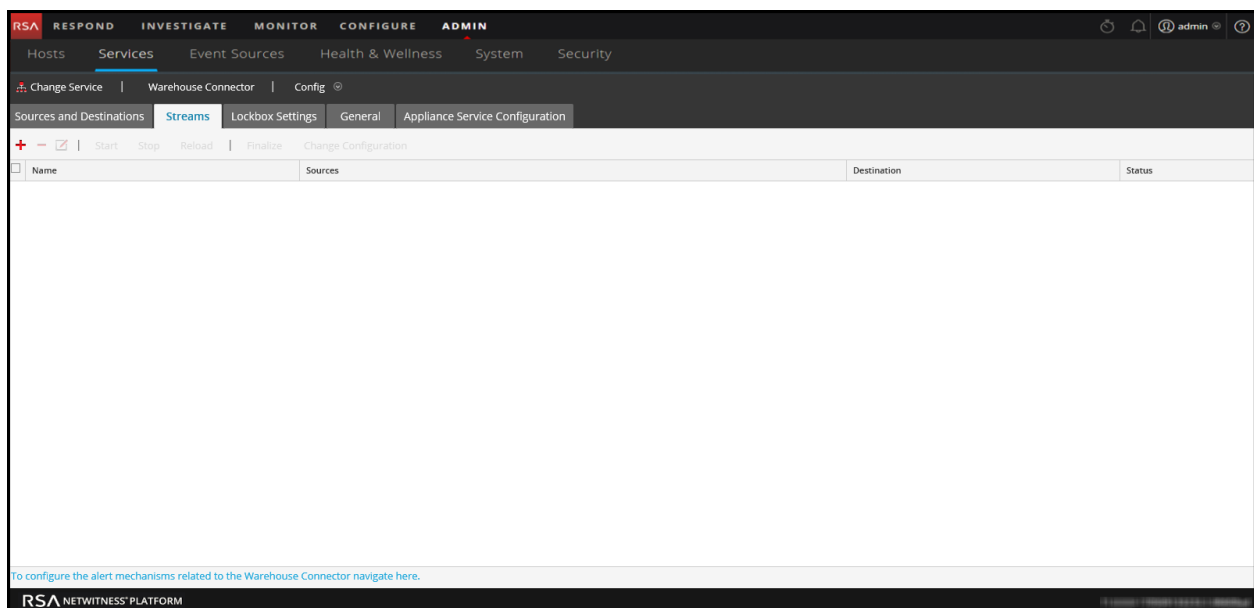 RSA RESPOND INVESTIGATE MONITOR CONFIGURE ADMIN admin ?
Hosts Services Event Sources Health & Wellness System Security
Change Service | Warehouse Connector | Config
Sources and Destinations Streams Lockbox Settings General Appliance Service Configuration
Start Stop Reload | Finalize Change Configuration
Name Sources Destination Status
To configure the alert mechanisms related to the Warehouse Connector navigate here.
RSA NETWITNESS® PLATFORM